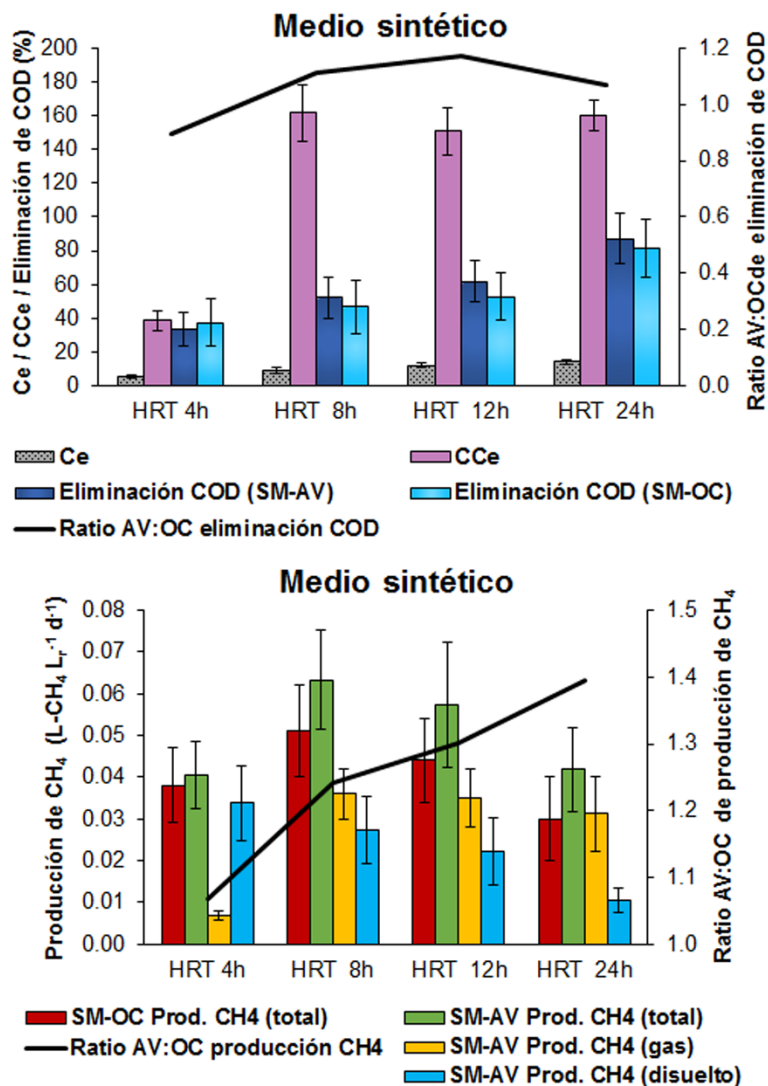 Medio sintético
Ce / CCe / Eliminación de COD (%)
200
180
160
140
120
100
80
60
40
20
0
1.2
1.0
0.8
0.6
0.4
0.2
0.0
Ratio AV:OCde eliminación de COD
HRT 4h HRT 8h HRT 12h HRT 24h
Ce CCe
Eliminación COD (SM-AV) Eliminación COD (SM-OC)
Ratio AV:OC eliminación COD
Medio sintético
Producción de CH₄ (L-CH₄ Lᵣ⁻¹ d⁻¹)
0.08
0.07
0.06
0.05
0.04
0.03
0.02
0.01
0.00
1.5
1.4
1.3
1.2
1.1
1.0
Ratio AV:OC de producción de CH₄
HRT 4h HRT 8h HRT 12h HRT 24h
SM-OC Prod. CH4 (total) SM-AV Prod. CH4 (total)
Ratio AV:OC producción CH4 SM-AV Prod. CH4 (gas)
SM-AV Prod. CH4 (disuelto)